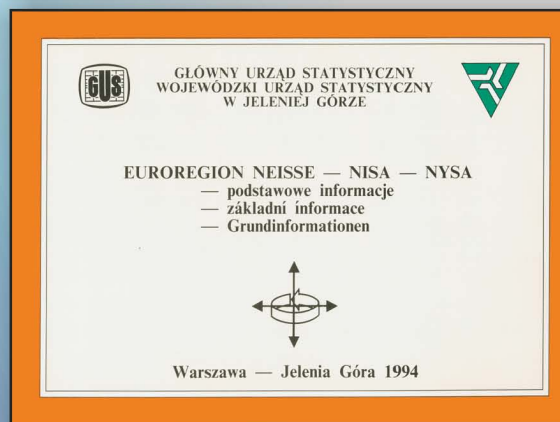 GUS
GŁÓWNY URZĄD STATYSTYCZNY
WOJEWÓDZKI URZĄD STATYSTYCZNY
W JELENIEJ GÓRZE
EUROREGION NEISSE — NISA — NYSA
— podstawowe informacje
— základní informace
— Grundinformationen
Warszawa — Jelenia Góra 1994